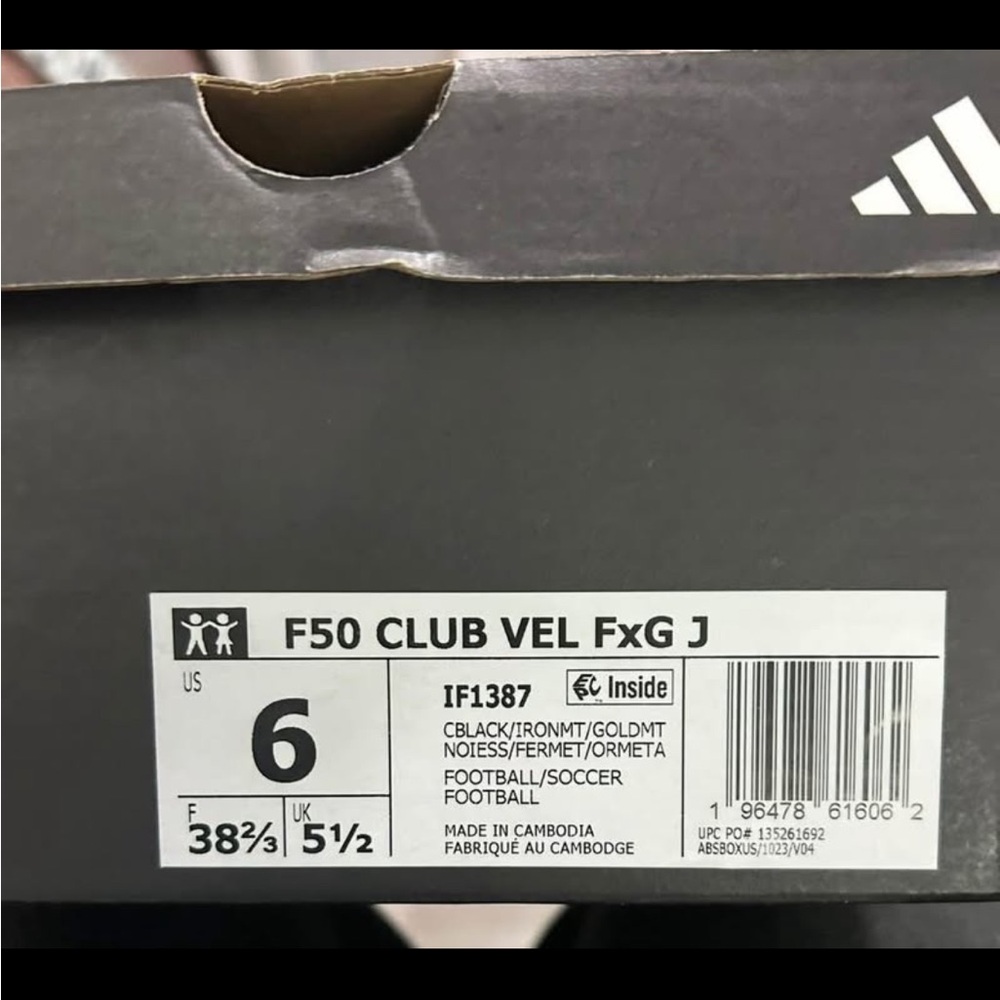 F50 CLUB VEL FxG J
US
6
F
38⅔
UK
5½
IF1387
Inside
CBLACK/IRONMT/GOLDMT
NOIESS/FERMET/ORMETA
FOOTBALL/SOCCER
FOOTBALL
MADE IN CAMBODIA
FABRIQUÉ AU CAMBODGE
1 96478 61606 2
UPC PO# 135261692
ABSBOXUS/1023/V04